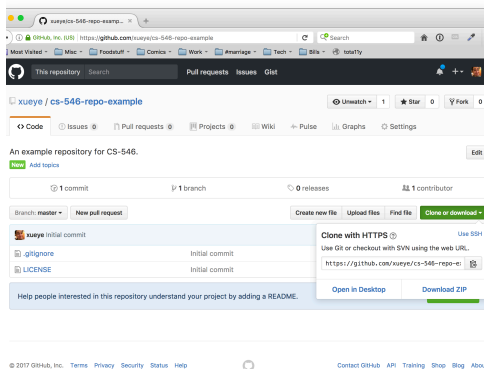 xueye/cs-546-repo-examp... × +
GitHub, Inc. (US) https://github.com/xueye/cs-546-repo-example Search
Most Visited Misc Foodstuff Comics Work #marriage Tech Bills tota11y
This repository Search Pull requests Issues Gist
xueye / cs-546-repo-example Unwatch 1 Star 0 Fork 0
Code Issues 0 Pull requests 0 Projects 0 Wiki Pulse Graphs Settings
An example repository for CS-546. Edit
New Add topics
1 commit 1 branch 0 releases 1 contributor
Branch: master New pull request Create new file Upload files Find file Clone or download
xueye Initial commit
.gitignore Initial commit
LICENSE Initial commit
Clone with HTTPS Use SSH
Use Git or checkout with SVN using the web URL.
https://github.com/xueye/cs-546-repo-e
Open in Desktop Download ZIP
Help people interested in this repository understand your project by adding a README.
© 2017 GitHub, Inc. Terms Privacy Security Status Help Contact GitHub API Training Shop Blog Abou